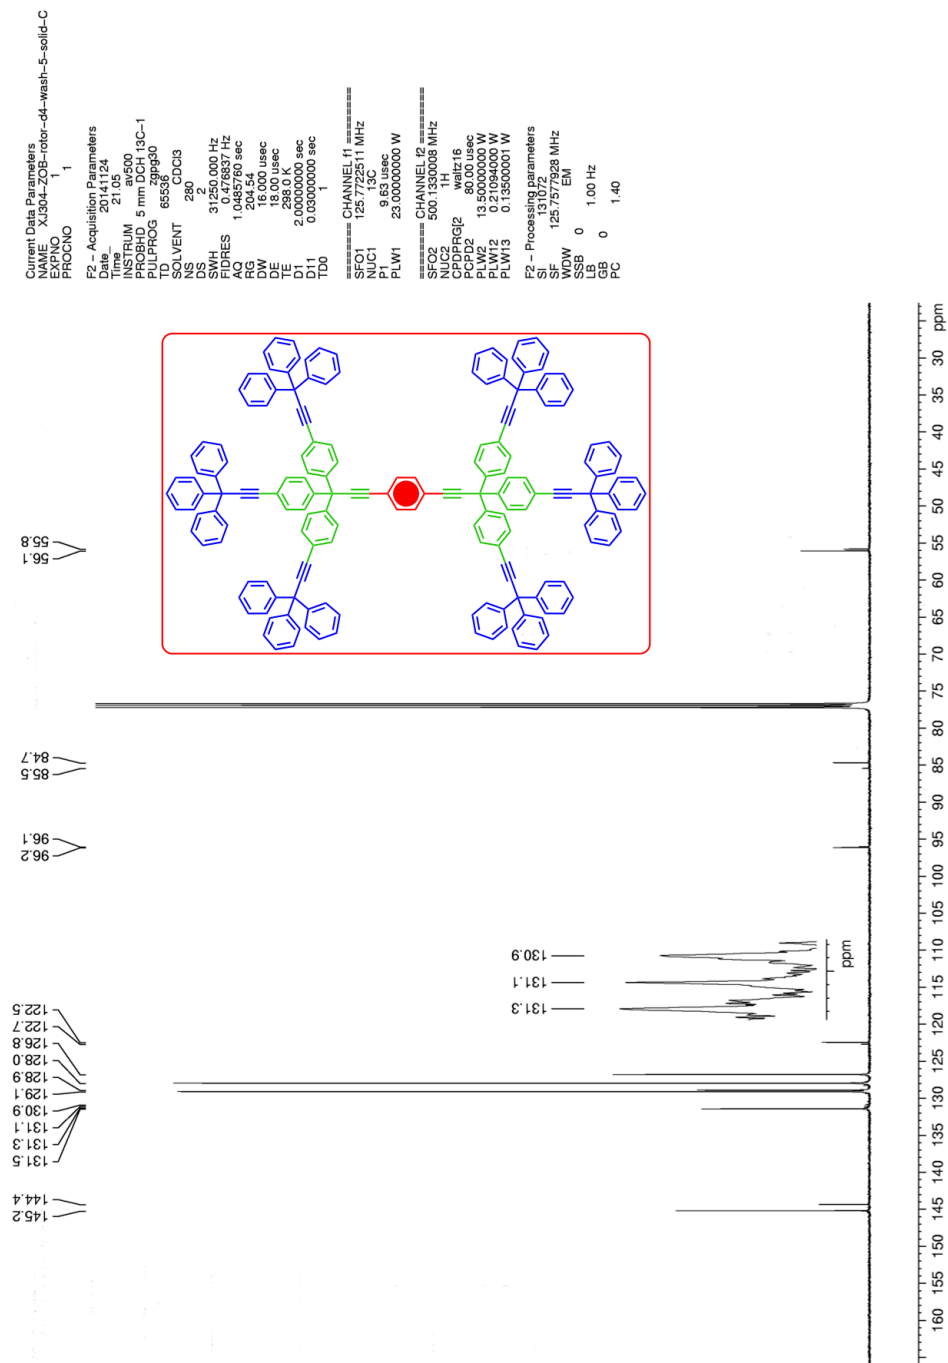 Current Data Parameters
NAME XJ304-ZOB-rotor-d4-wash-5-solid-C
EXPNO 1
PROCNO 1
F2 - Acquisition Parameters
Date_ 20141124
Time 21.05
INSTRUM av500
PROBHD 5 mm DCH 13C-1
PULPROG zgpg30
TD 65536
SOLVENT CDCl3
NS 280
DS 2
SWH 31250.000 Hz
FIDRES 0.476837 Hz
AQ 1.0485760 sec
RG 204.54
DW 16.000 usec
DE 18.00 usec
TE 298.0 K
D1 2.00000000 sec
D11 0.03000000 sec
TD0 1
======== CHANNEL f1 ========
SFO1 125.7722511 MHz
NUC1 13C
P1 9.63 usec
PLW1 23.00000000 W
======== CHANNEL f2 ========
SFO2 500.1330008 MHz
NUC2 1H
CPDPRG[2 waltz16
PCPD2 80.00 usec
PLW2 13.50000000 W
PLW12 0.21094000 W
PLW13 0.13500001 W
F2 - Processing parameters
SI 131072
SF 125.7577928 MHz
WDW EM
SSB 0
LB 1.00 Hz
GB 0
PC 1.40
145.2
144.4
131.5
131.3
131.1
130.9
129.1
128.9
128.0
126.8
122.7
122.5
96.2
96.1
85.5
84.7
56.1
55.8
131.3
131.1
130.9
ppm
160 155 150 145 140 135 130 125 120 115 110 105 100 95 90 85 80 75 70 65 60 55 50 45 40 35 30 ppm